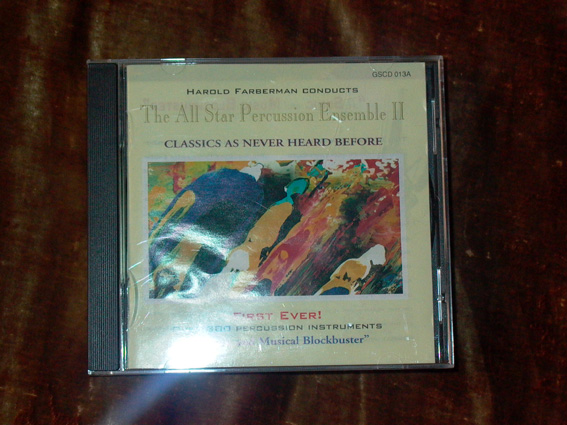 GSCD 013A
HAROLD FARBERMAN CONDUCTS
The All Star Percussion Ensemble II
CLASSICS AS NEVER HEARD BEFORE
FIRST EVER!
300 PERCUSSION INSTRUMENTS
Musical Blockbuster"